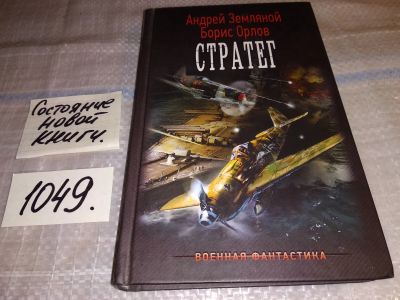 Состояние
новой
книги.
1049.
Андрей Земляной
Борис Орлов
СТРАТЕГ
ВОЕННАЯ ФАНТАСТИКА